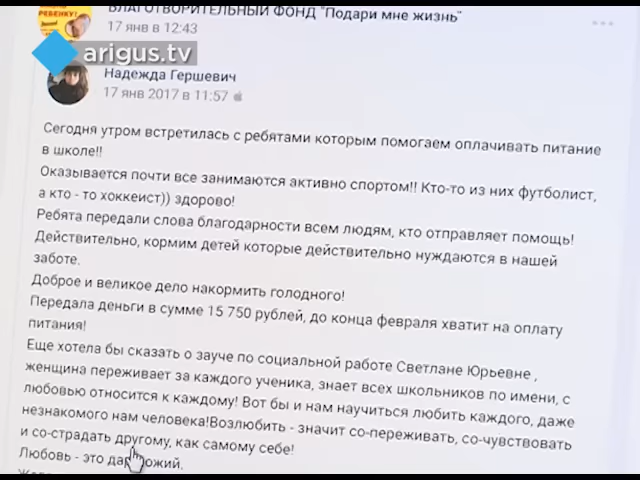 РЕБЕНКУ!
БЛАГОТВОРИТЕЛЬНЫЙ ФОНД "Подари мне жизнь"
17 янв в 12:43
arigus.tv
Надежда Гершевич
17 янв 2017 в 11:57
Сегодня утром встретилась с ребятами которым помогаем оплачивать питание
в школе!!
Оказывается почти все занимаются активно спортом!! Кто-то из них футболист,
а кто - то хоккеист)) здорово!
Ребята передали слова благодарности всем людям, кто отправляет помощь!
Действительно, кормим детей которые действительно нуждаются в нашей
заботе.
Доброе и великое дело накормить голодного!
Передала деньги в сумме 15 750 рублей, до конца февраля хватит на оплату
питания!
Еще хотела бы сказать о зауче по социальной работе Светлане Юрьевне ,
женщина переживает за каждого ученика, знает всех школьников по имени, с
любовью относится к каждому! Вот бы и нам научиться любить каждого, даже
незнакомого нам человека!Возлюбить - значит со-переживать, со-чувствовать
и со-страдать другому, как самому себе!
Любовь - это дар